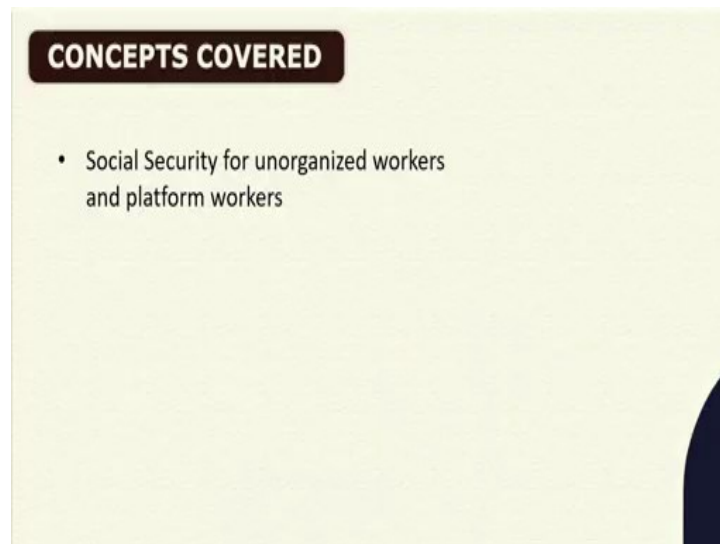 CONCEPTS COVERED
• Social Security for unorganized workers
and platform workers